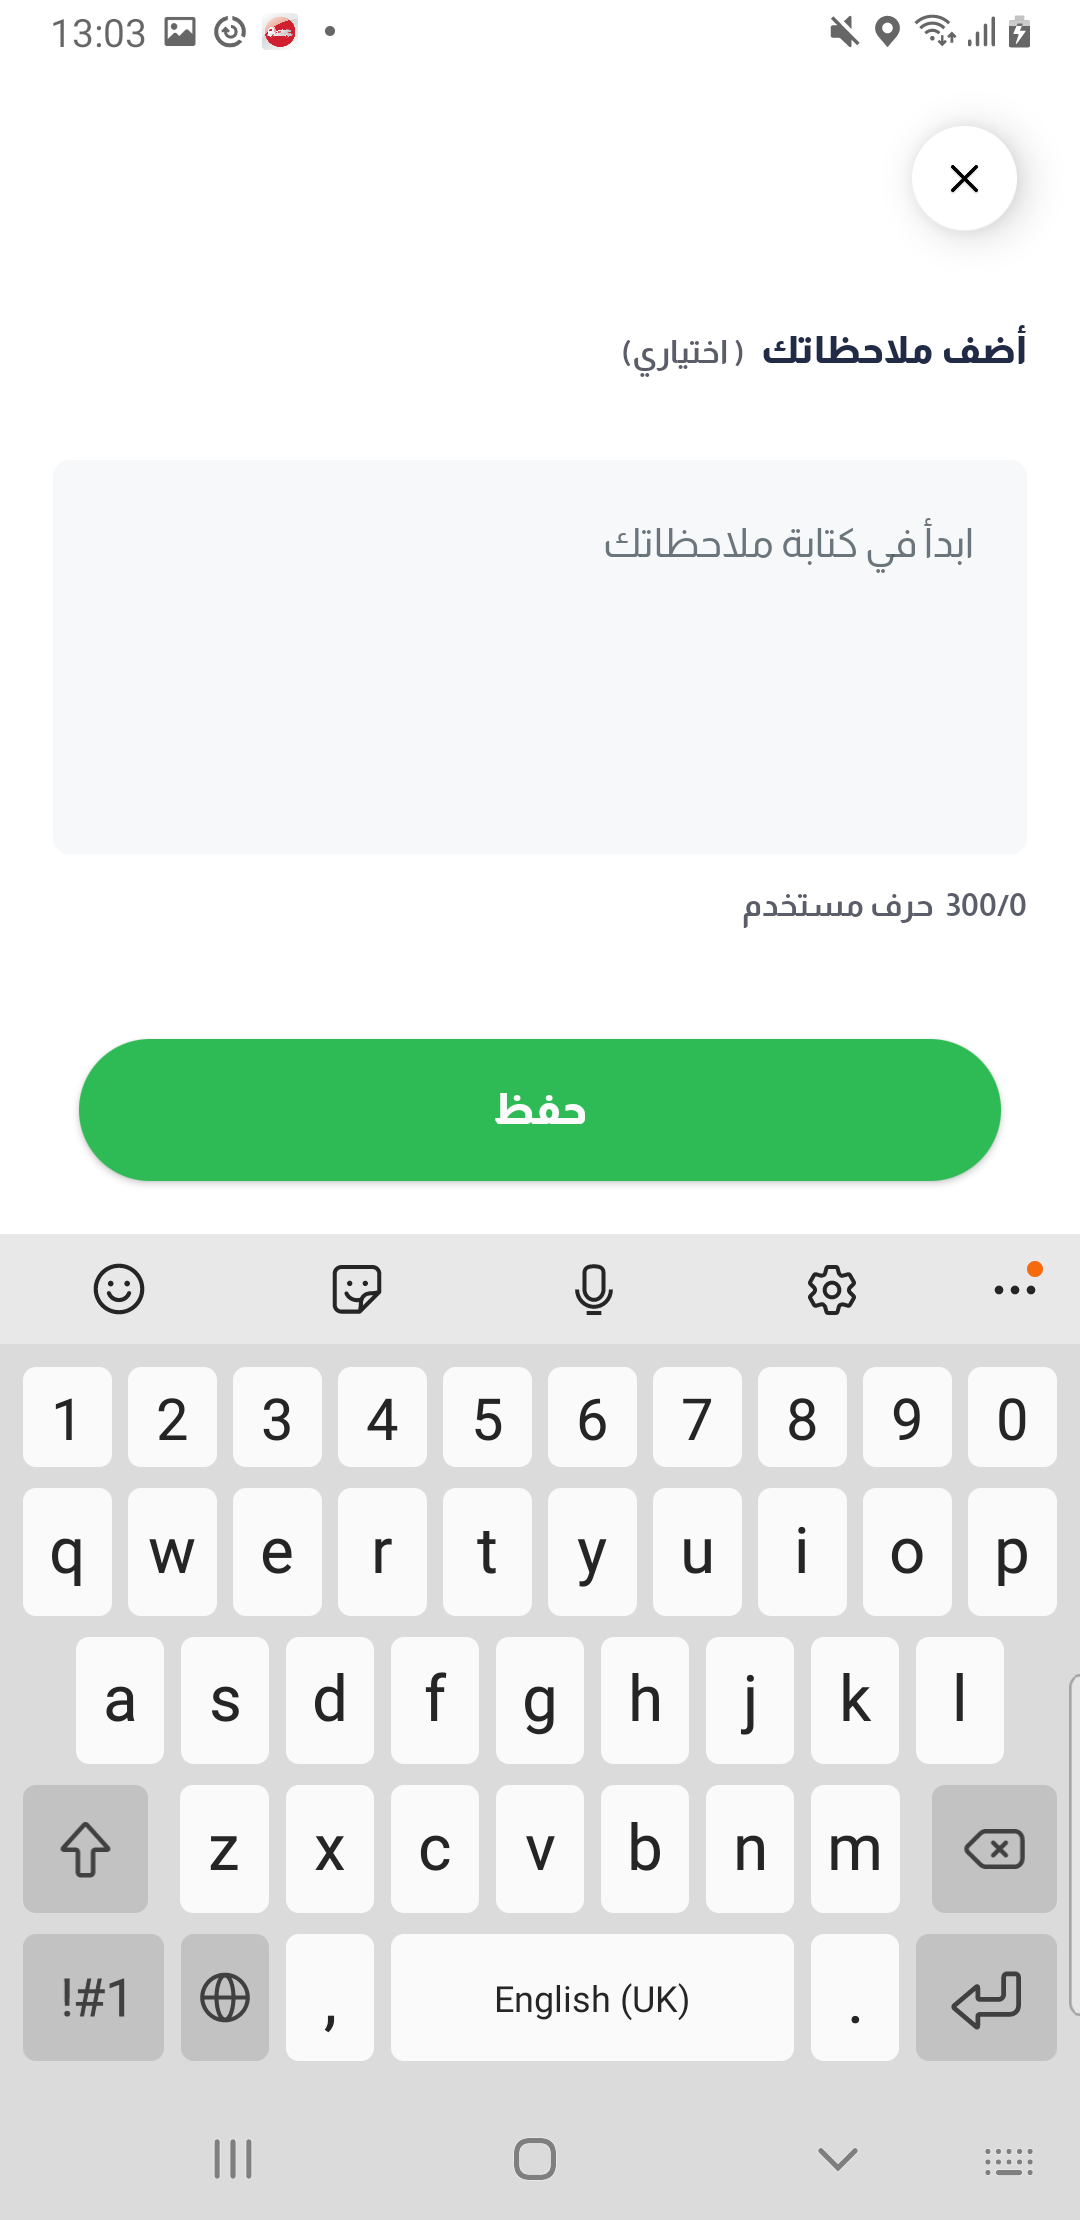 13:03
أضف ملاحظاتك ( اختياري)
ابدأ في كتابة ملاحظاتك
300/0 حرف مستخدم
حفظ
1 2 3 4 5 6 7 8 9 0
q w e r t y u i o p
a s d f g h j k l
z x c v b n m
!#1 , English (UK) .